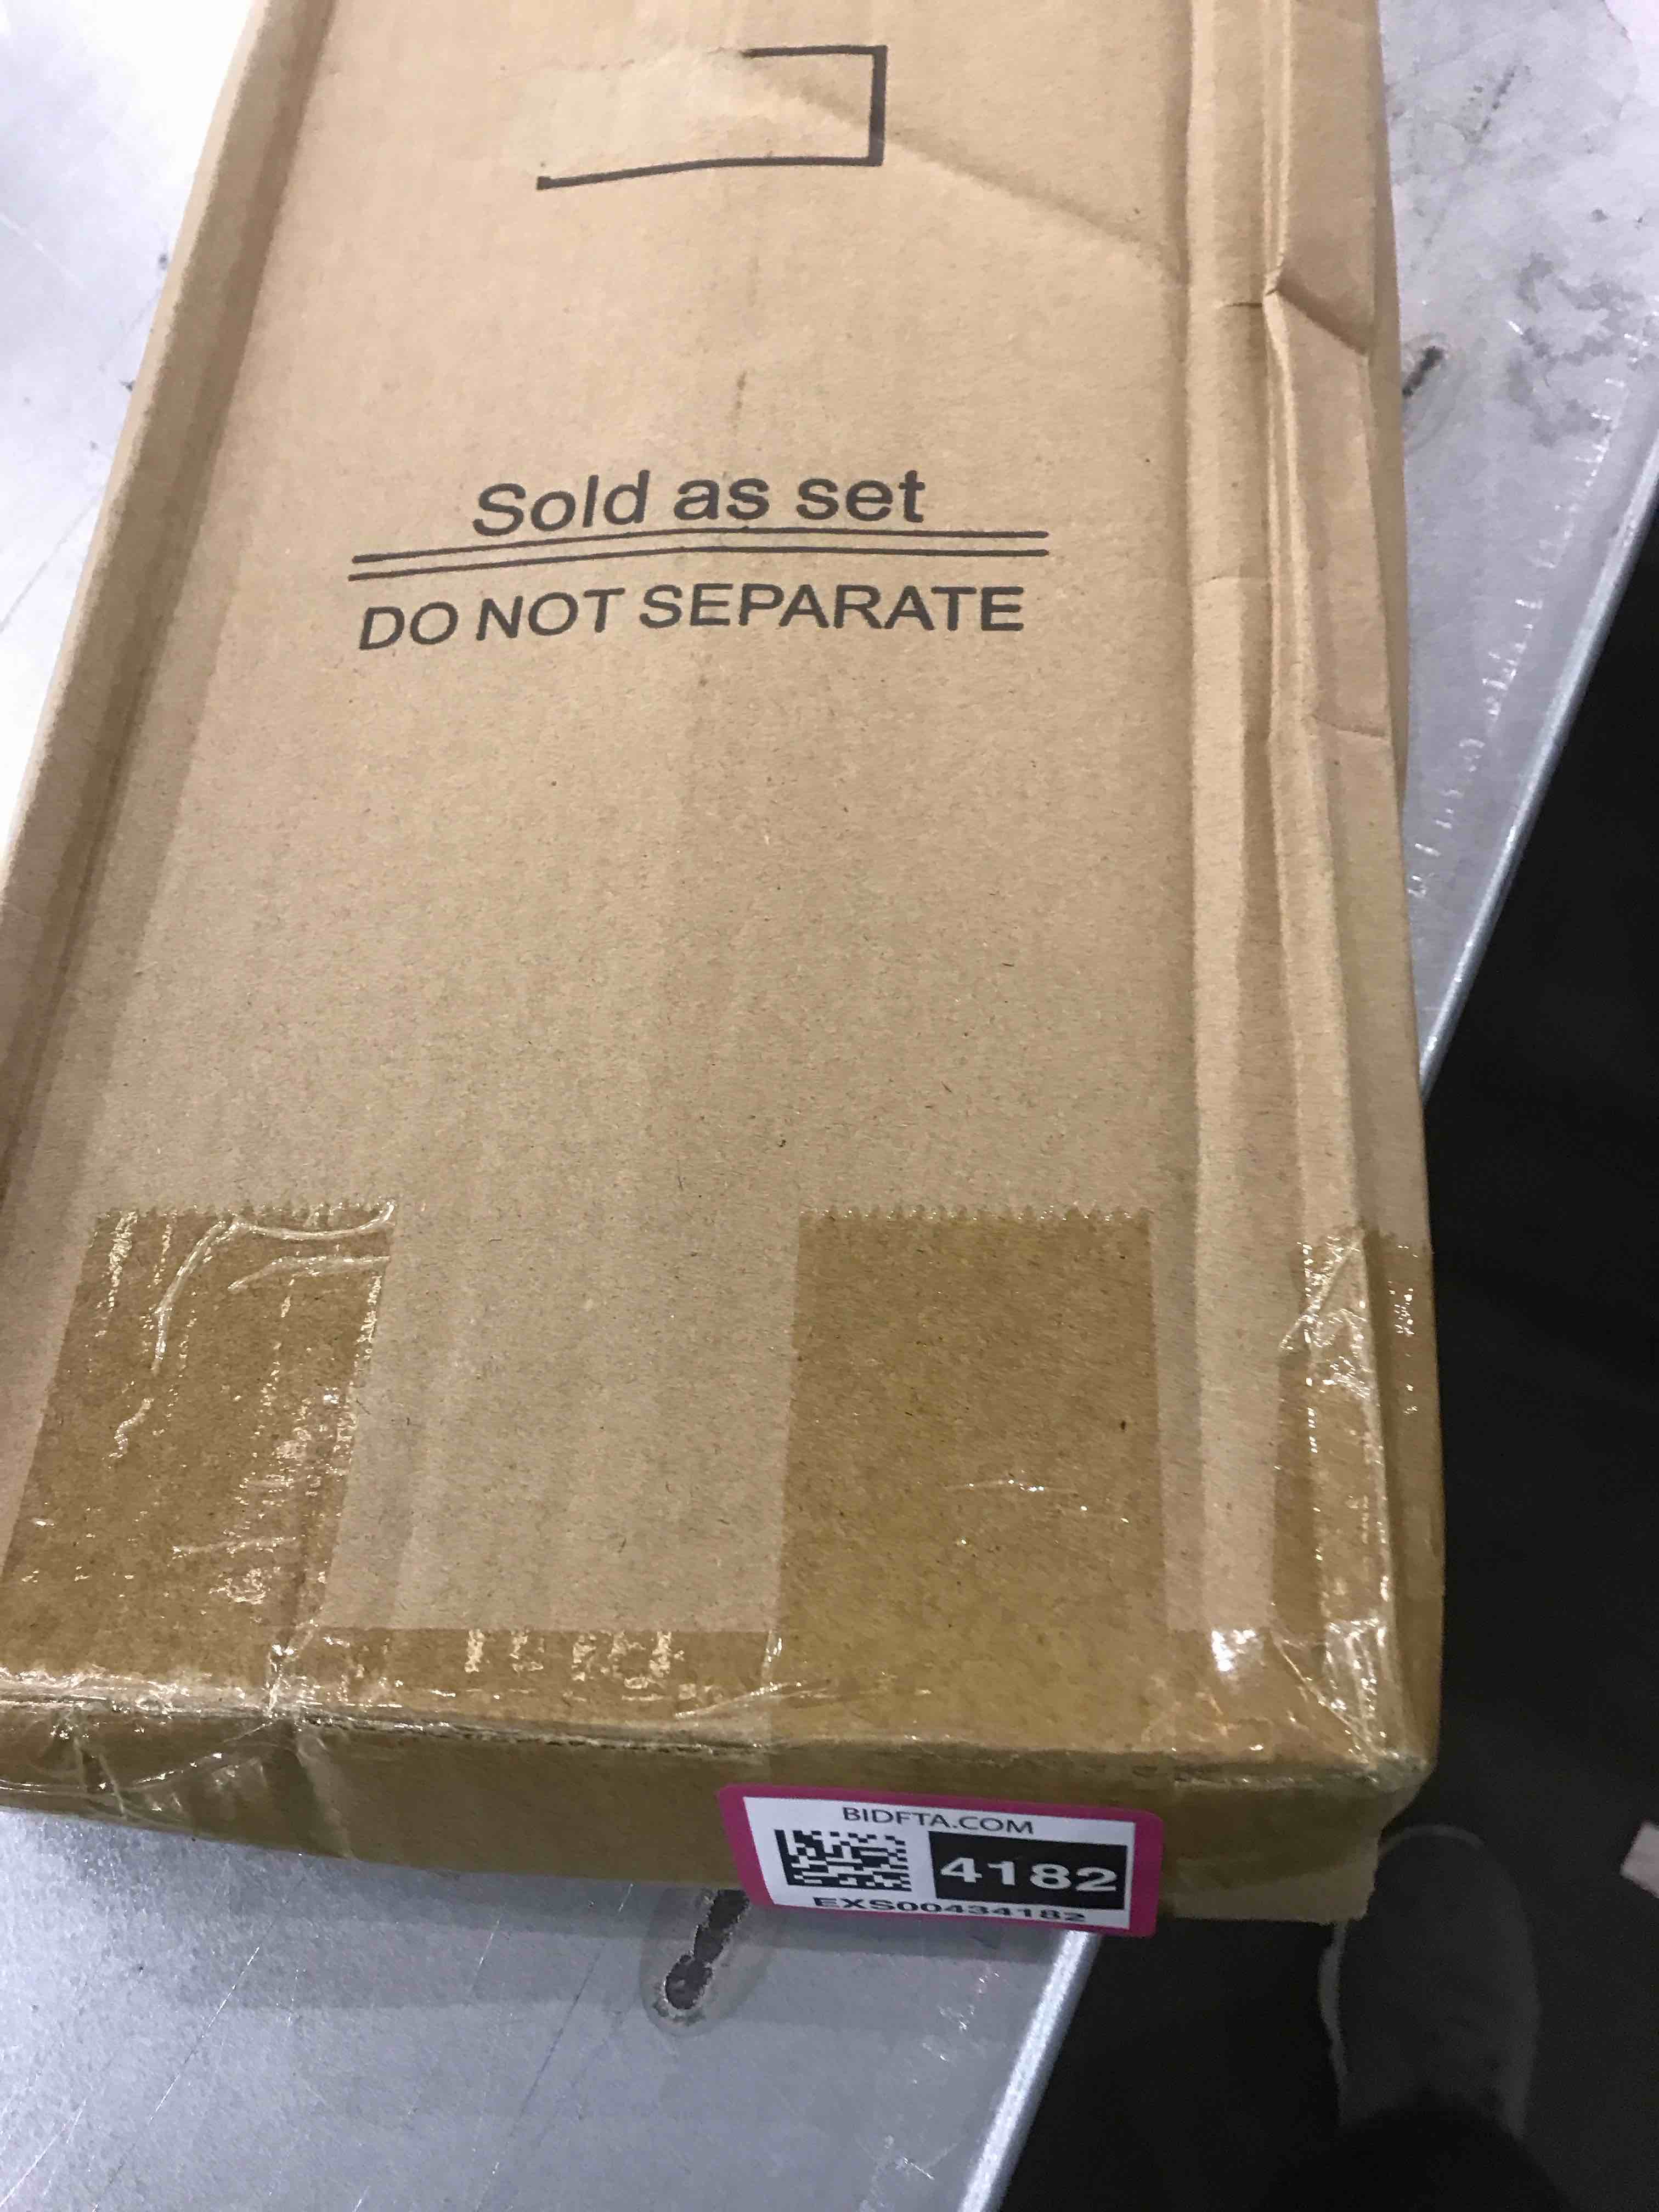 Sold as set
DO NOT SEPARATE
BIDFTA.COM
4182
EXS00434182